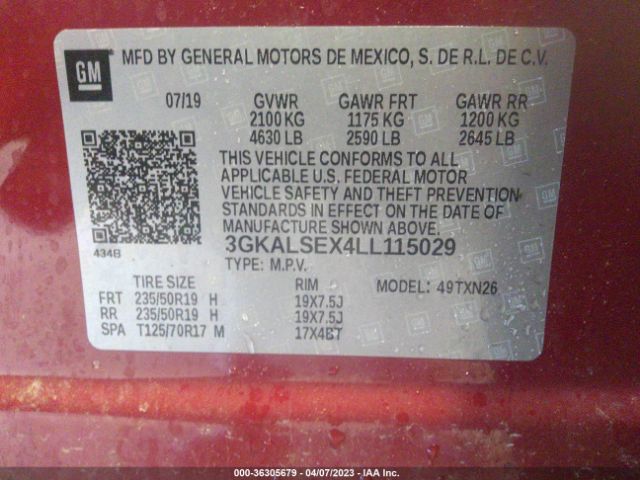 GM
MFD BY GENERAL MOTORS DE MEXICO, S. DE R.L. DE C.V.
07/19 GVWR GAWR FRT GAWR RR
2100 KG 1175 KG 1200 KG
4630 LB 2590 LB 2645 LB
THIS VEHICLE CONFORMS TO ALL
APPLICABLE U.S. FEDERAL MOTOR
VEHICLE SAFETY AND THEFT PREVENTION
STANDARDS IN EFFECT ON THE DATE OF
MANUFACTURE SHOWN ABOVE.
434B
3GKALSEX4LL115029
TYPE: M.P.V.
TIRE SIZE RIM MODEL: 49TXN26
FRT 235/50R19 H 19X7.5J
RR 235/50R19 H 19X7.5J
SPA T125/70R17 M 17X4BT
000-36305679 - 04/07/2023 - IAA Inc.